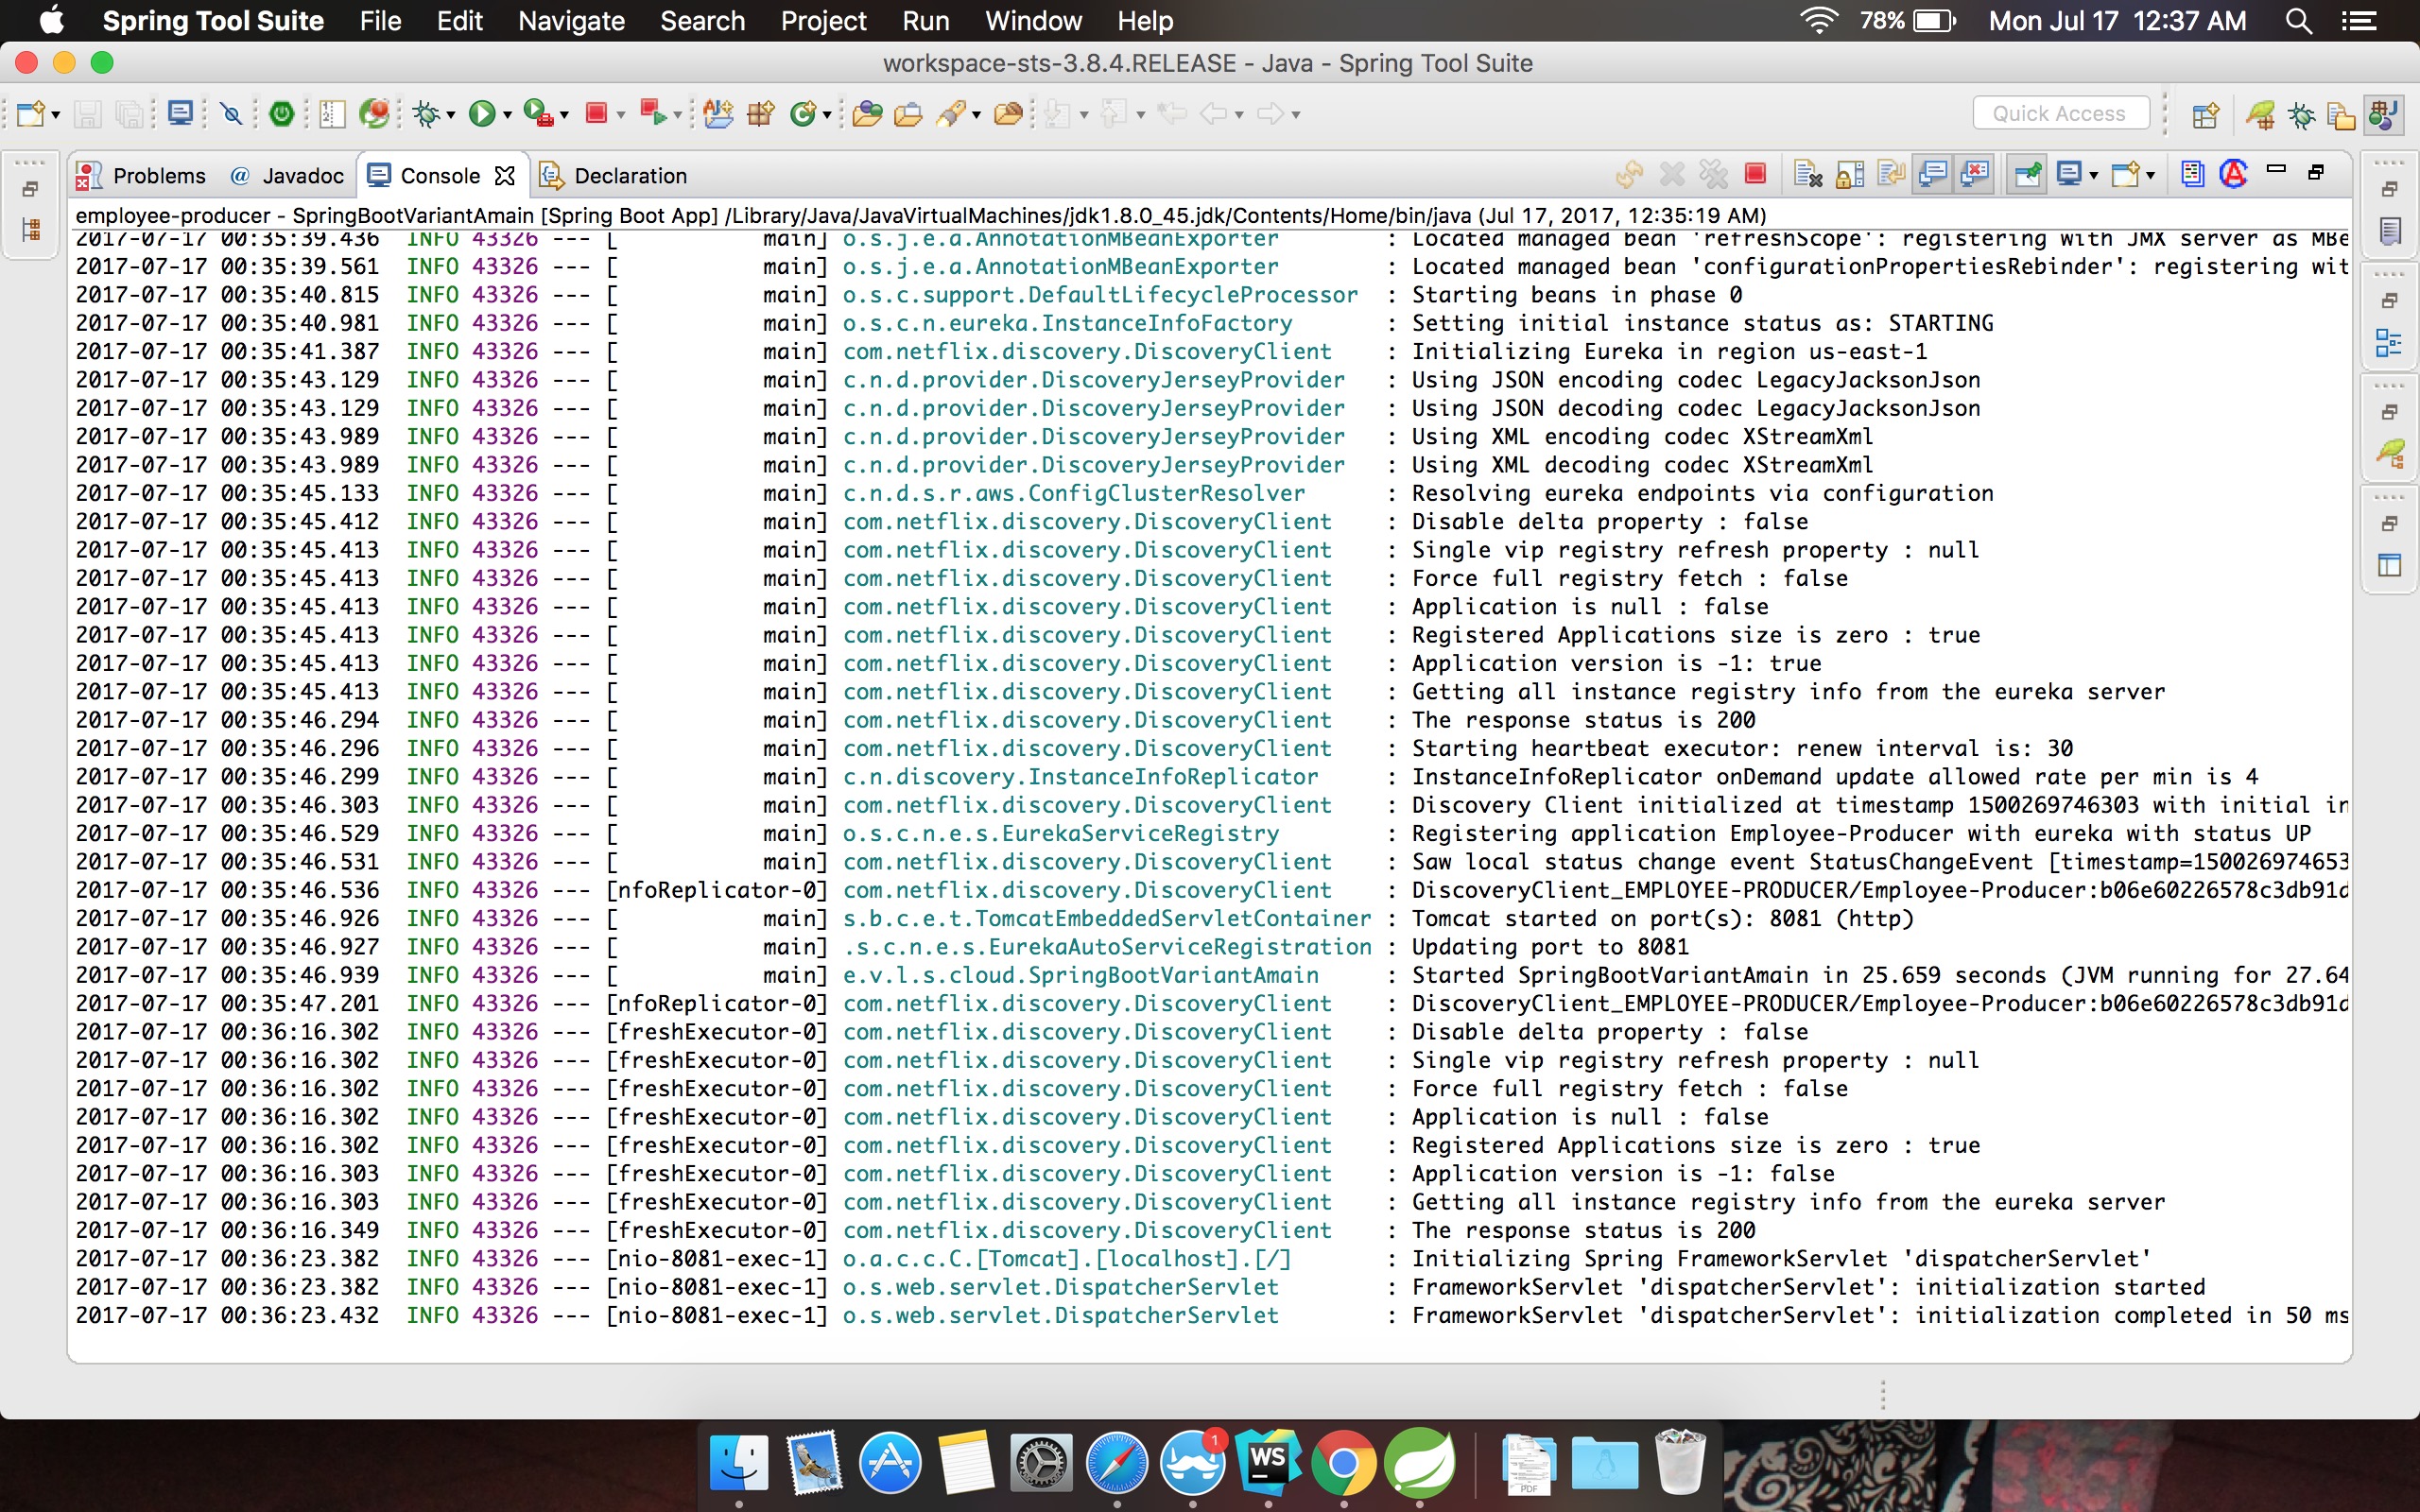 Spring Tool Suite File Edit Navigate Search Project Run Window Help 78% Mon Jul 17 12:37 AM
workspace-sts-3.8.4.RELEASE - Java - Spring Tool Suite
Quick Access
Problems @ Javadoc Console Declaration
employee-producer - SpringBootVariantAmain [Spring Boot App] /Library/Java/JavaVirtualMachines/jdk1.8.0_45.jdk/Contents/Home/bin/java (Jul 17, 2017, 12:35:19 AM)
2017-07-17 00:35:39.436 INFO 43326 --- [ main] o.s.j.e.a.AnnotationMBeanExporter : Located managed bean 'refreshScope': registering with JMX server as MBe
2017-07-17 00:35:39.561 INFO 43326 --- [ main] o.s.j.e.a.AnnotationMBeanExporter : Located managed bean 'configurationPropertiesRebinder': registering wit
2017-07-17 00:35:40.815 INFO 43326 --- [ main] o.s.c.support.DefaultLifecycleProcessor : Starting beans in phase 0
2017-07-17 00:35:40.981 INFO 43326 --- [ main] o.s.c.n.eureka.InstanceInfoFactory : Setting initial instance status as: STARTING
2017-07-17 00:35:41.387 INFO 43326 --- [ main] com.netflix.discovery.DiscoveryClient : Initializing Eureka in region us-east-1
2017-07-17 00:35:43.129 INFO 43326 --- [ main] c.n.d.provider.DiscoveryJerseyProvider : Using JSON encoding codec LegacyJacksonJson
2017-07-17 00:35:43.129 INFO 43326 --- [ main] c.n.d.provider.DiscoveryJerseyProvider : Using JSON decoding codec LegacyJacksonJson
2017-07-17 00:35:43.989 INFO 43326 --- [ main] c.n.d.provider.DiscoveryJerseyProvider : Using XML encoding codec XStreamXml
2017-07-17 00:35:43.989 INFO 43326 --- [ main] c.n.d.provider.DiscoveryJerseyProvider : Using XML decoding codec XStreamXml
2017-07-17 00:35:45.133 INFO 43326 --- [ main] c.n.d.s.r.aws.ConfigClusterResolver : Resolving eureka endpoints via configuration
2017-07-17 00:35:45.412 INFO 43326 --- [ main] com.netflix.discovery.DiscoveryClient : Disable delta property : false
2017-07-17 00:35:45.413 INFO 43326 --- [ main] com.netflix.discovery.DiscoveryClient : Single vip registry refresh property : null
2017-07-17 00:35:45.413 INFO 43326 --- [ main] com.netflix.discovery.DiscoveryClient : Force full registry fetch : false
2017-07-17 00:35:45.413 INFO 43326 --- [ main] com.netflix.discovery.DiscoveryClient : Application is null : false
2017-07-17 00:35:45.413 INFO 43326 --- [ main] com.netflix.discovery.DiscoveryClient : Registered Applications size is zero : true
2017-07-17 00:35:45.413 INFO 43326 --- [ main] com.netflix.discovery.DiscoveryClient : Application version is -1: true
2017-07-17 00:35:45.413 INFO 43326 --- [ main] com.netflix.discovery.DiscoveryClient : Getting all instance registry info from the eureka server
2017-07-17 00:35:46.294 INFO 43326 --- [ main] com.netflix.discovery.DiscoveryClient : The response status is 200
2017-07-17 00:35:46.296 INFO 43326 --- [ main] com.netflix.discovery.DiscoveryClient : Starting heartbeat executor: renew interval is: 30
2017-07-17 00:35:46.299 INFO 43326 --- [ main] c.n.discovery.InstanceInfoReplicator : InstanceInfoReplicator onDemand update allowed rate per min is 4
2017-07-17 00:35:46.303 INFO 43326 --- [ main] com.netflix.discovery.DiscoveryClient : Discovery Client initialized at timestamp 1500269746303 with initial in
2017-07-17 00:35:46.529 INFO 43326 --- [ main] o.s.c.n.e.s.EurekaServiceRegistry : Registering application Employee-Producer with eureka with status UP
2017-07-17 00:35:46.531 INFO 43326 --- [ main] com.netflix.discovery.DiscoveryClient : Saw local status change event StatusChangeEvent [timestamp=150026974653
2017-07-17 00:35:46.536 INFO 43326 --- [nfoReplicator-0] com.netflix.discovery.DiscoveryClient : DiscoveryClient_EMPLOYEE-PRODUCER/Employee-Producer:b06e60226578c3db91d
2017-07-17 00:35:46.926 INFO 43326 --- [ main] s.b.c.e.t.TomcatEmbeddedServletContainer : Tomcat started on port(s): 8081 (http)
2017-07-17 00:35:46.927 INFO 43326 --- [ main] .s.c.n.e.s.EurekaAutoServiceRegistration : Updating port to 8081
2017-07-17 00:35:46.939 INFO 43326 --- [ main] e.v.l.s.cloud.SpringBootVariantAmain : Started SpringBootVariantAmain in 25.659 seconds (JVM running for 27.64
2017-07-17 00:35:47.201 INFO 43326 --- [nfoReplicator-0] com.netflix.discovery.DiscoveryClient : DiscoveryClient_EMPLOYEE-PRODUCER/Employee-Producer:b06e60226578c3db91d
2017-07-17 00:36:16.302 INFO 43326 --- [freshExecutor-0] com.netflix.discovery.DiscoveryClient : Disable delta property : false
2017-07-17 00:36:16.302 INFO 43326 --- [freshExecutor-0] com.netflix.discovery.DiscoveryClient : Single vip registry refresh property : null
2017-07-17 00:36:16.302 INFO 43326 --- [freshExecutor-0] com.netflix.discovery.DiscoveryClient : Force full registry fetch : false
2017-07-17 00:36:16.302 INFO 43326 --- [freshExecutor-0] com.netflix.discovery.DiscoveryClient : Application is null : false
2017-07-17 00:36:16.302 INFO 43326 --- [freshExecutor-0] com.netflix.discovery.DiscoveryClient : Registered Applications size is zero : true
2017-07-17 00:36:16.303 INFO 43326 --- [freshExecutor-0] com.netflix.discovery.DiscoveryClient : Application version is -1: false
2017-07-17 00:36:16.303 INFO 43326 --- [freshExecutor-0] com.netflix.discovery.DiscoveryClient : Getting all instance registry info from the eureka server
2017-07-17 00:36:16.349 INFO 43326 --- [freshExecutor-0] com.netflix.discovery.DiscoveryClient : The response status is 200
2017-07-17 00:36:23.382 INFO 43326 --- [nio-8081-exec-1] o.a.c.c.C.[Tomcat].[localhost].[/] : Initializing Spring FrameworkServlet 'dispatcherServlet'
2017-07-17 00:36:23.382 INFO 43326 --- [nio-8081-exec-1] o.s.web.servlet.DispatcherServlet : FrameworkServlet 'dispatcherServlet': initialization started
2017-07-17 00:36:23.432 INFO 43326 --- [nio-8081-exec-1] o.s.web.servlet.DispatcherServlet : FrameworkServlet 'dispatcherServlet': initialization completed in 50 ms
1
WS
PDF